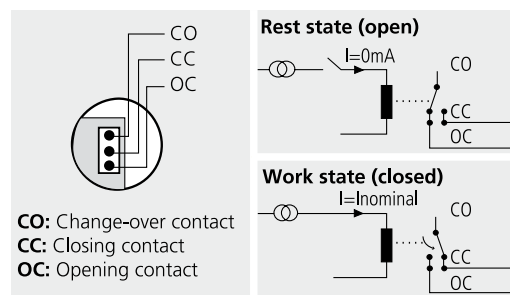 CO
CC
OC
CO: Change-over contact
CC: Closing contact
OC: Opening contact
Rest state (open)
I=0mA
CO
CC
OC
Work state (closed)
I=Inominal
CO
CC
OC